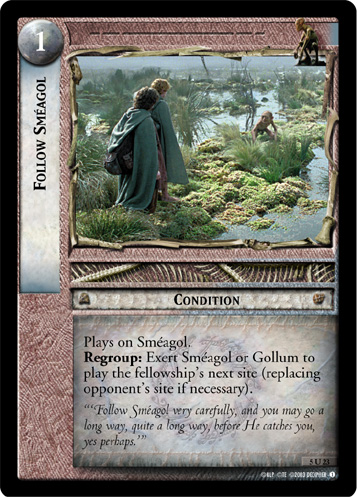 1
FOLLOW SMÉAGOL
CONDITION
Plays on Sméagol.
Regroup: Exert Sméagol or Gollum to
play the fellowship's next site (replacing
opponent's site if necessary).
“‘Follow Sméagol very carefully, and you may go a
long way, quite a long way, before He catches you,
yes perhaps.’”
5 U 23